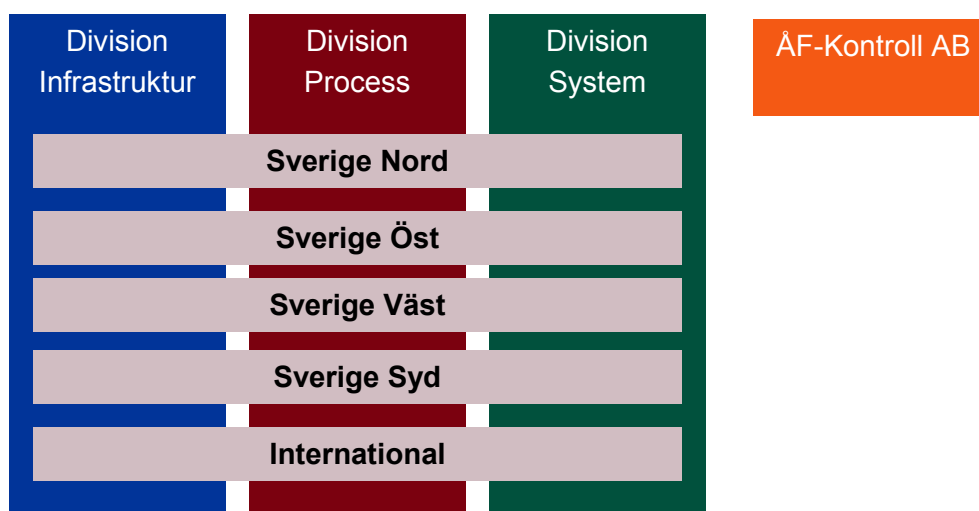 Division
Infrastruktur
Division
Process
Division
System
ÅF-Kontroll AB
Sverige Nord
Sverige Öst
Sverige Väst
Sverige Syd
International